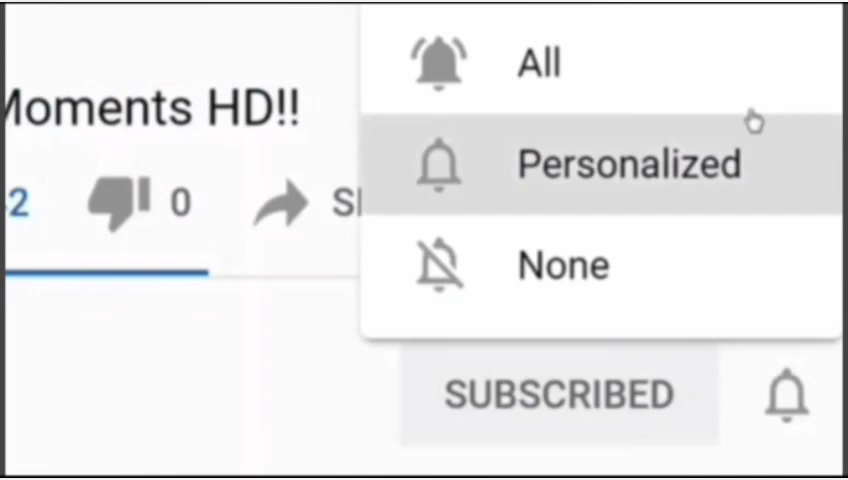 All
Moments HD!!
Personalized
2 0
None
SUBSCRIBED